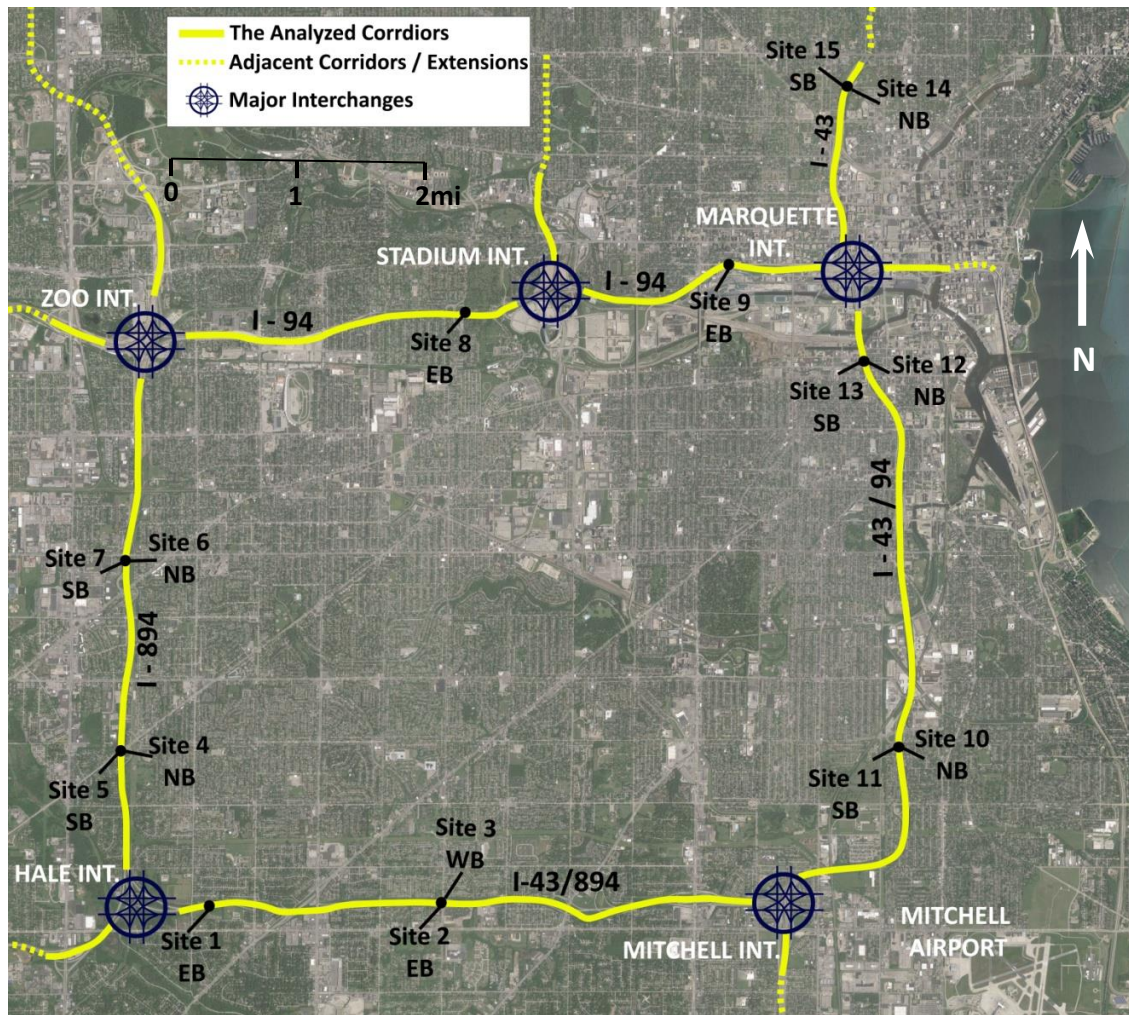 The Analyzed Corrdiors
Adjacent Corridors / Extensions
Major Interchanges
0 1 2mi
Site 15
SB
Site 14
NB
I - 43
MARQUETTE
INT.
STADIUM INT.
I - 94
ZOO INT.
I - 94
Site 8
EB
Site 9
EB
N
Site 12
NB
Site 13
SB
I - 43 / 94
Site 7
SB
Site 6
NB
I - 894
Site 4
NB
Site 5
SB
Site 10
NB
Site 11
SB
Site 3
WB
HALE INT.
I-43/894
Site 1
EB
Site 2
EB
MITCHELL INT.
MITCHELL
AIRPORT